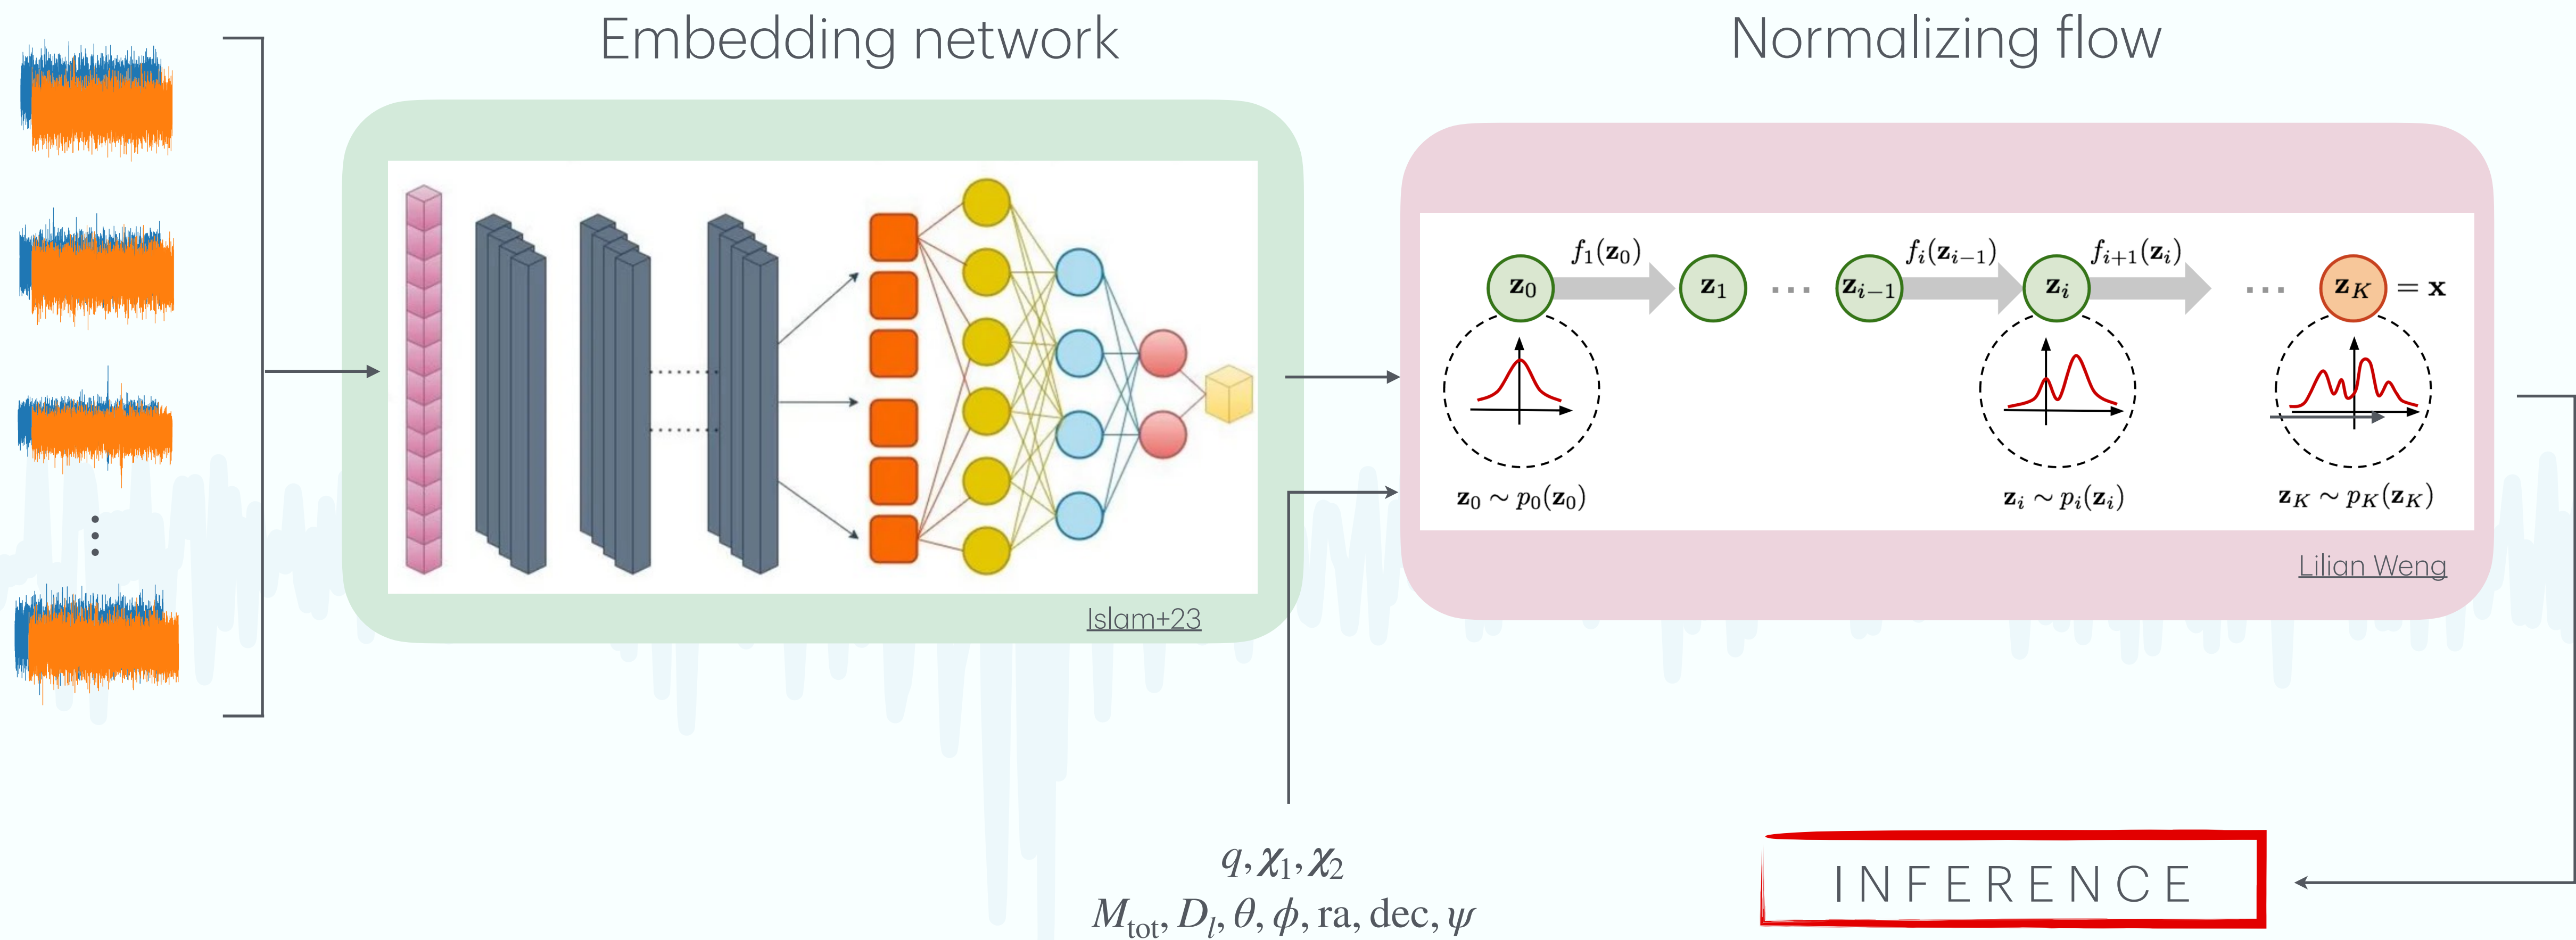 Embedding network
Normalizing flow
f₁(z₀)
fᵢ(zᵢ₋₁)
fᵢ₊₁(zᵢ)
z₀
z₁
...
zᵢ₋₁
zᵢ
...
z_K = x
z₀ ∼ p₀(z₀)
zᵢ ∼ pᵢ(zᵢ)
z_K ∼ p_K(z_K)
Lilian Weng
Islam+23
q, χ₁, χ₂
M_tot, D_l, θ, ϕ, ra, dec, ψ
INFERENCE